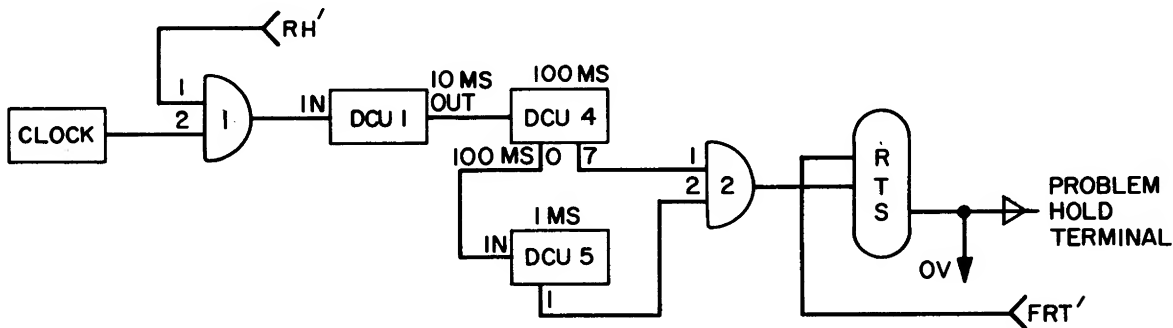 RH'
1
2
CLOCK
1
IN
DCU 1
10 MS
OUT
100 MS
DCU 4
100 MS
0
7
1 MS
IN
DCU 5
1
1
2
2
R
T
S
PROBLEM
HOLD
TERMINAL
0V
FRT'